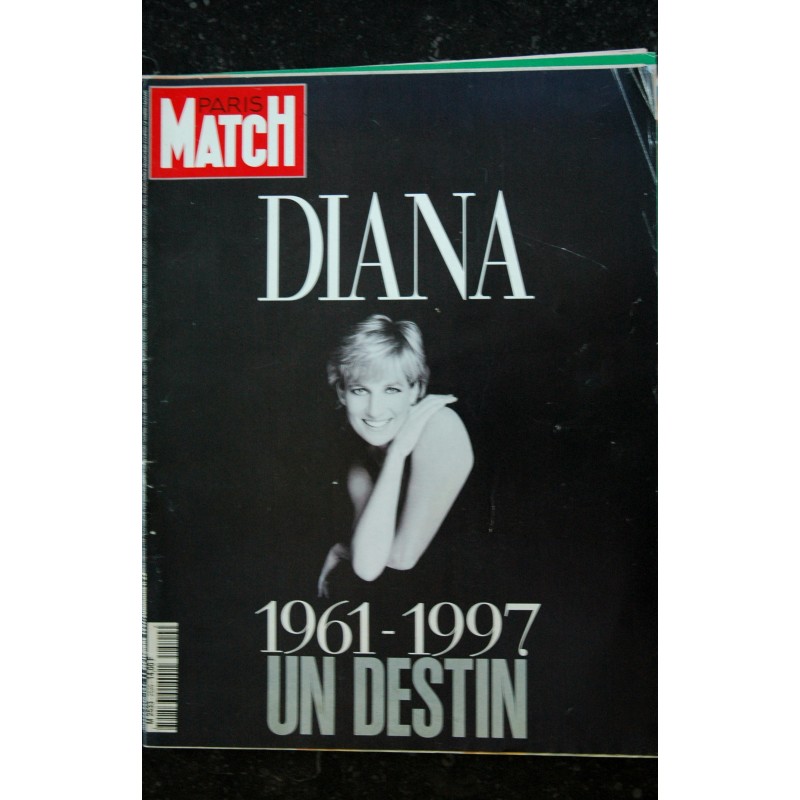 PARIS
MATCH
DIANA
1961-1997
UN DESTIN